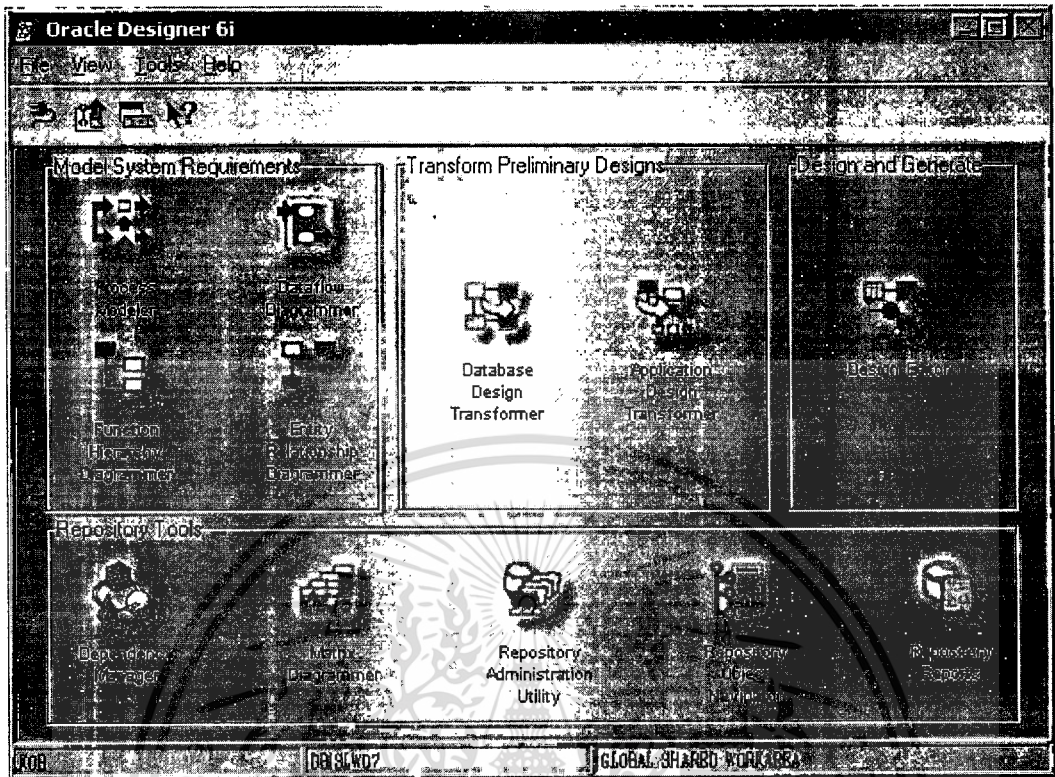 Oracle Designer 6i
File View Tools Help
Model System Requirements
Transform Preliminary Designs
Design and Generate
Process
Modeler
Dataflow
Diagrammer
Function
Hierarchy
Diagrammer
Entity
Relationship
Diagrammer
Database
Design
Transformer
Application
Design
Transformer
Design Editor
Repository Tools
Dependency
Manager
Matrix
Diagrammer
Repository
Administration
Utility
Repository
Object
Navigator
Repository
Reports
GLOBAL SHARED WORKAREA